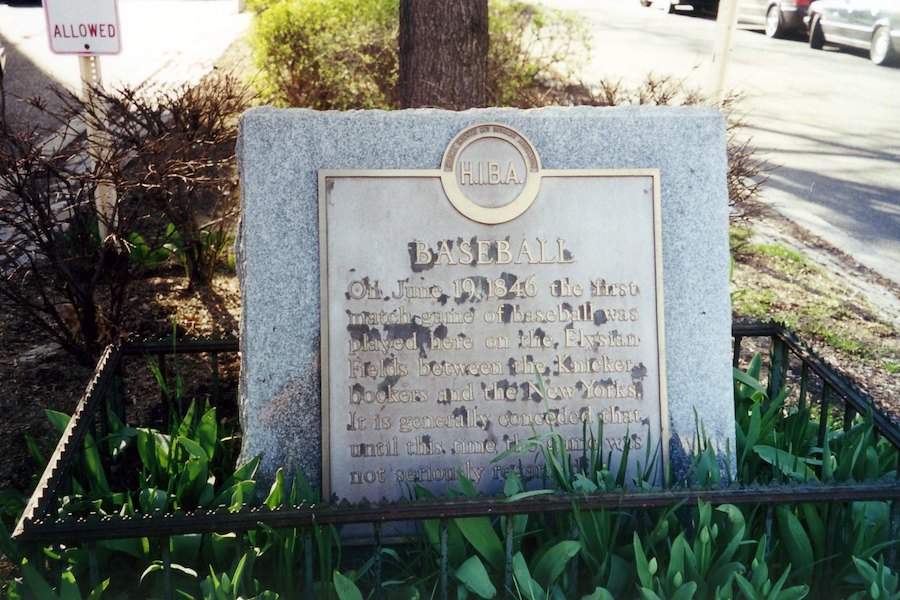 ALLOWED
H.I.B.A.
BASEBALL
On June 19, 1846 the first
match game of baseball was
played here on the Elysian
Fields between the Knicker-
bockers and the New Yorks.
It is generally conceded that
until this time the game was
not seriously